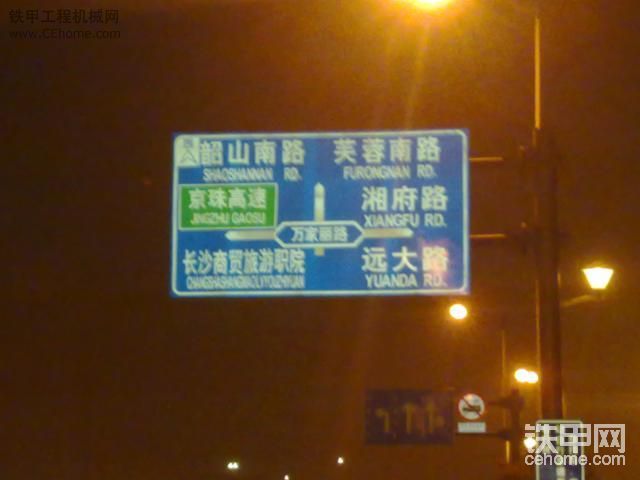 铁甲工程机械网
www.CEhome.com
韶山南路 芙蓉南路
SHAOSHANNAN RD. FURONGNAN RD.
京珠高速 湘府路
JINGZHU GAOSU XIANGFU RD.
万家丽路
长沙商贸旅游职院 远大路
CHANGSHASHANGMAOLVYOUZHIYUAN YUANDA RD.
铁甲网
cehome.com